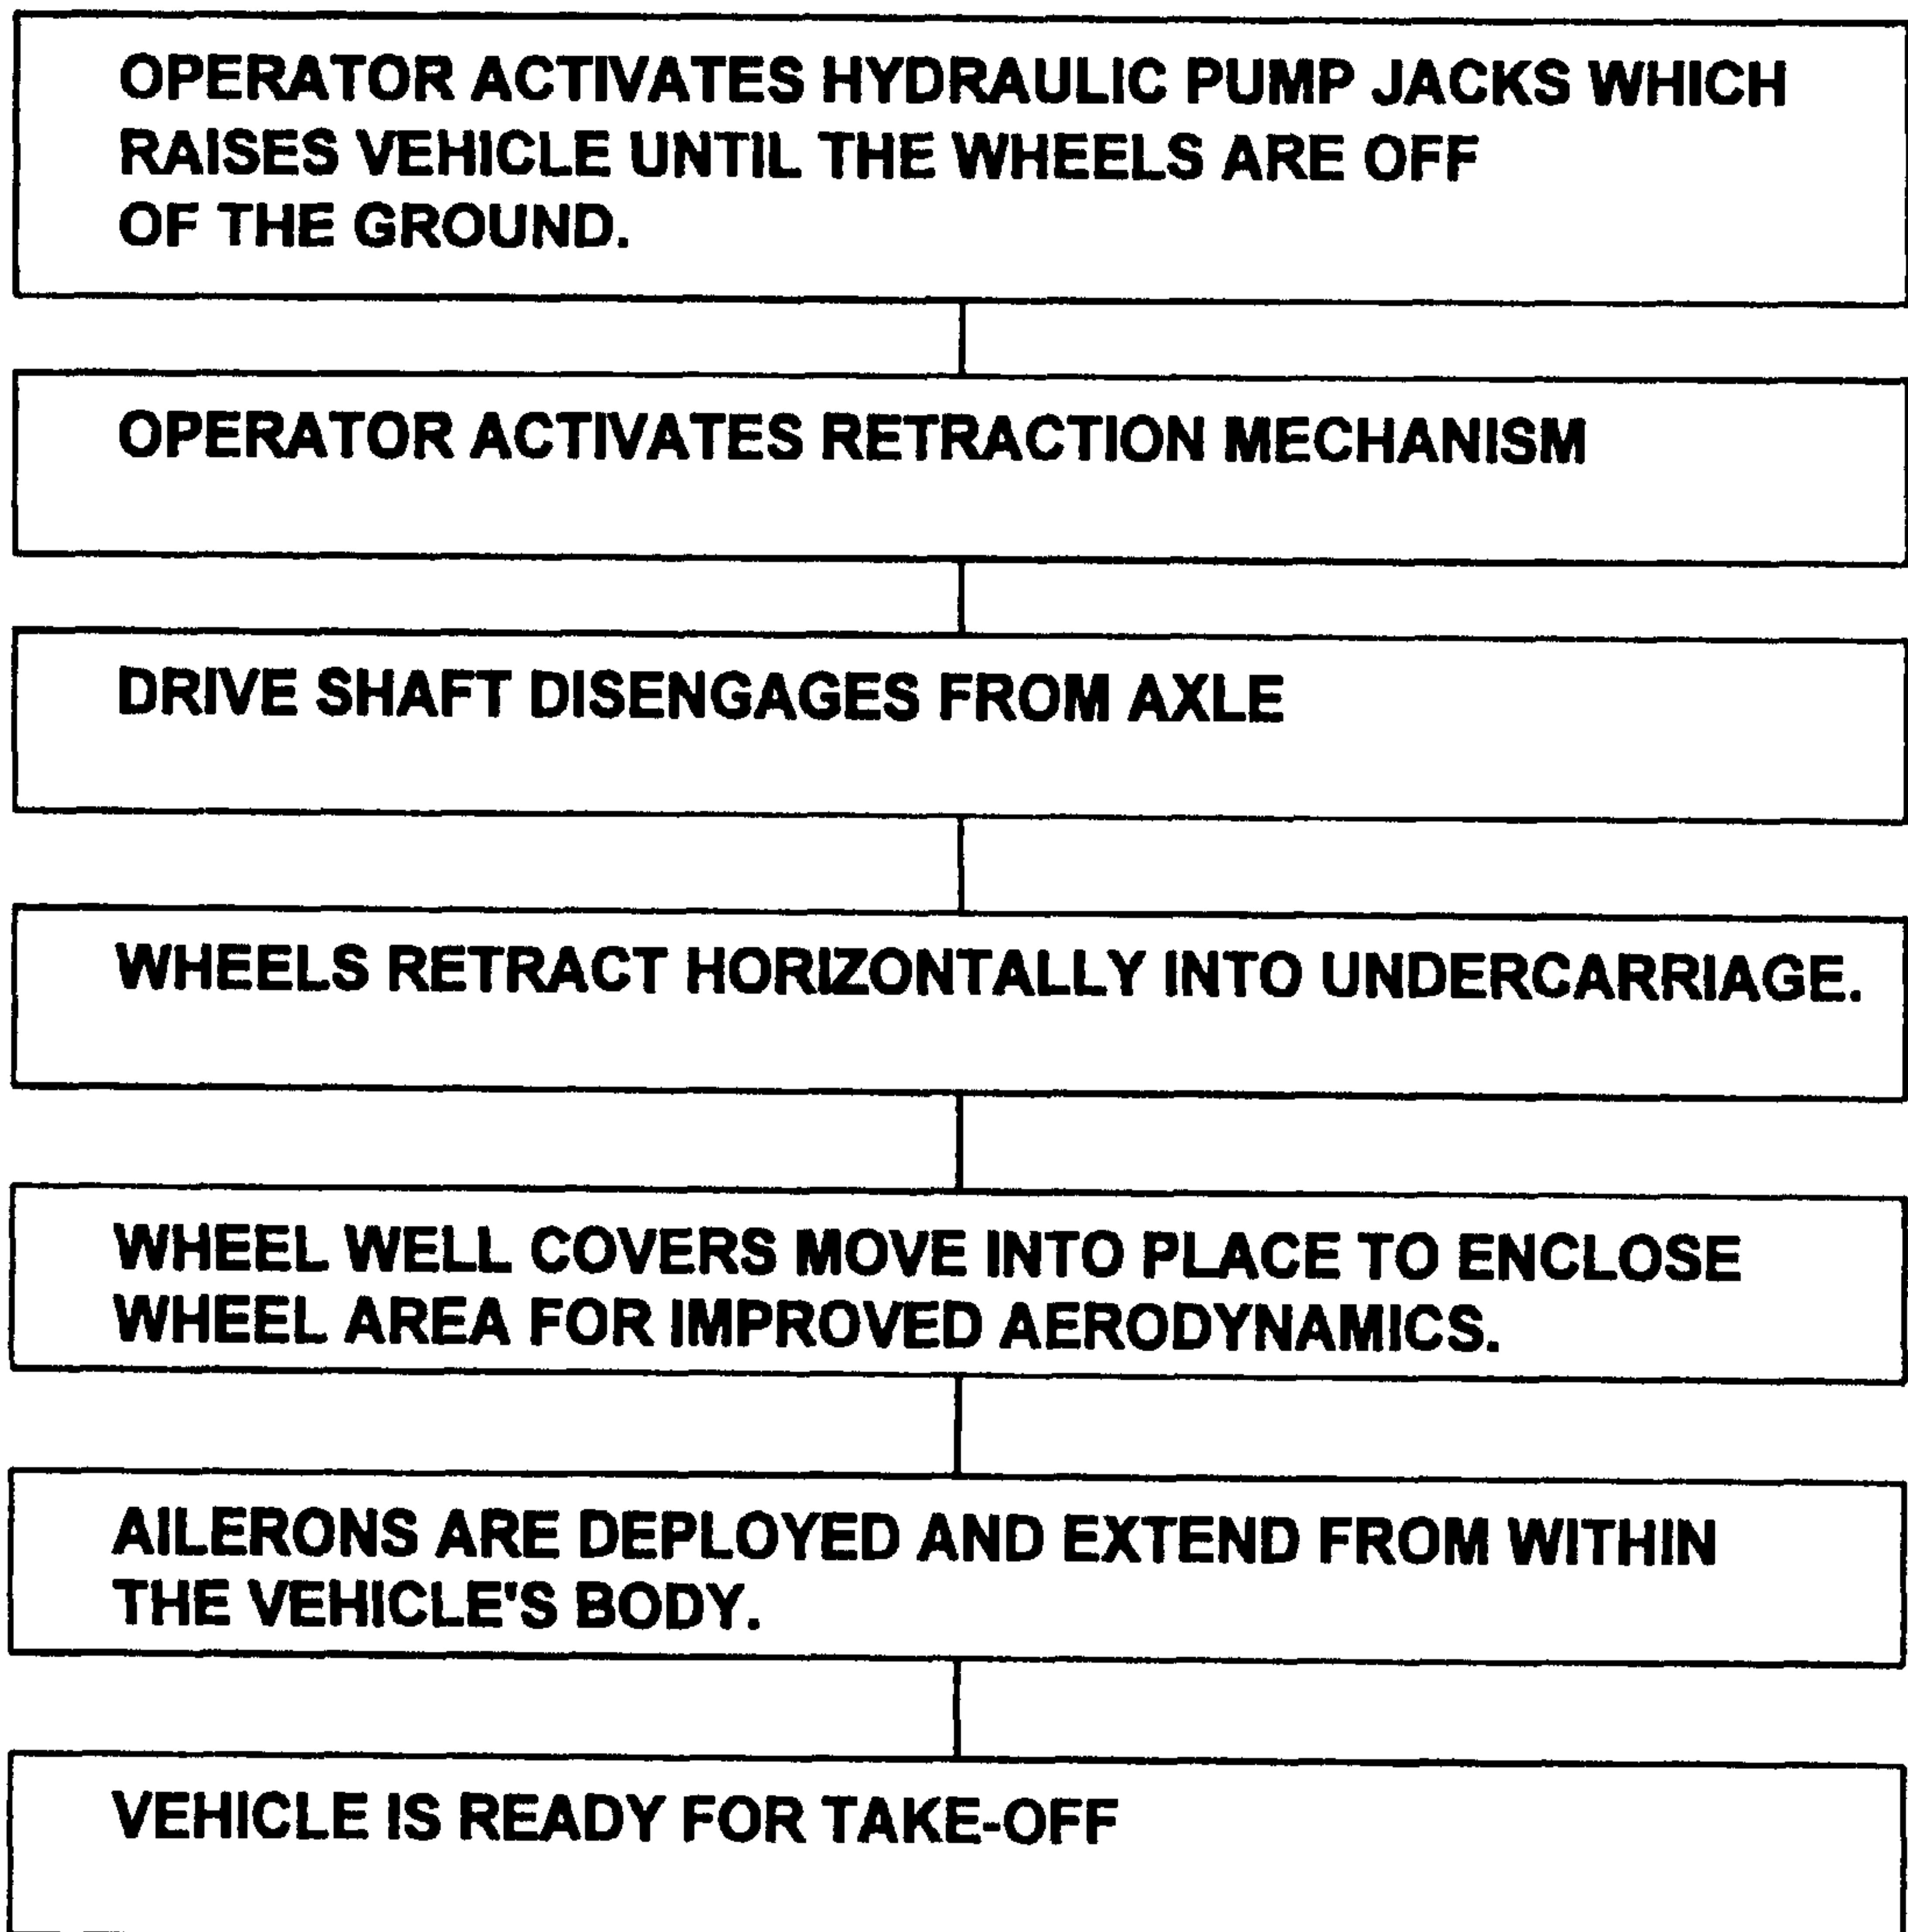 OPERATOR ACTIVATES HYDRAULIC PUMP JACKS WHICH
RAISES VEHICLE UNTIL THE WHEELS ARE OFF
OF THE GROUND.
OPERATOR ACTIVATES RETRACTION MECHANISM
DRIVE SHAFT DISENGAGES FROM AXLE
WHEELS RETRACT HORIZONTALLY INTO UNDERCARRIAGE.
WHEEL WELL COVERS MOVE INTO PLACE TO ENCLOSE
WHEEL AREA FOR IMPROVED AERODYNAMICS.
AILERONS ARE DEPLOYED AND EXTEND FROM WITHIN
THE VEHICLE'S BODY.
VEHICLE IS READY FOR TAKE-OFF